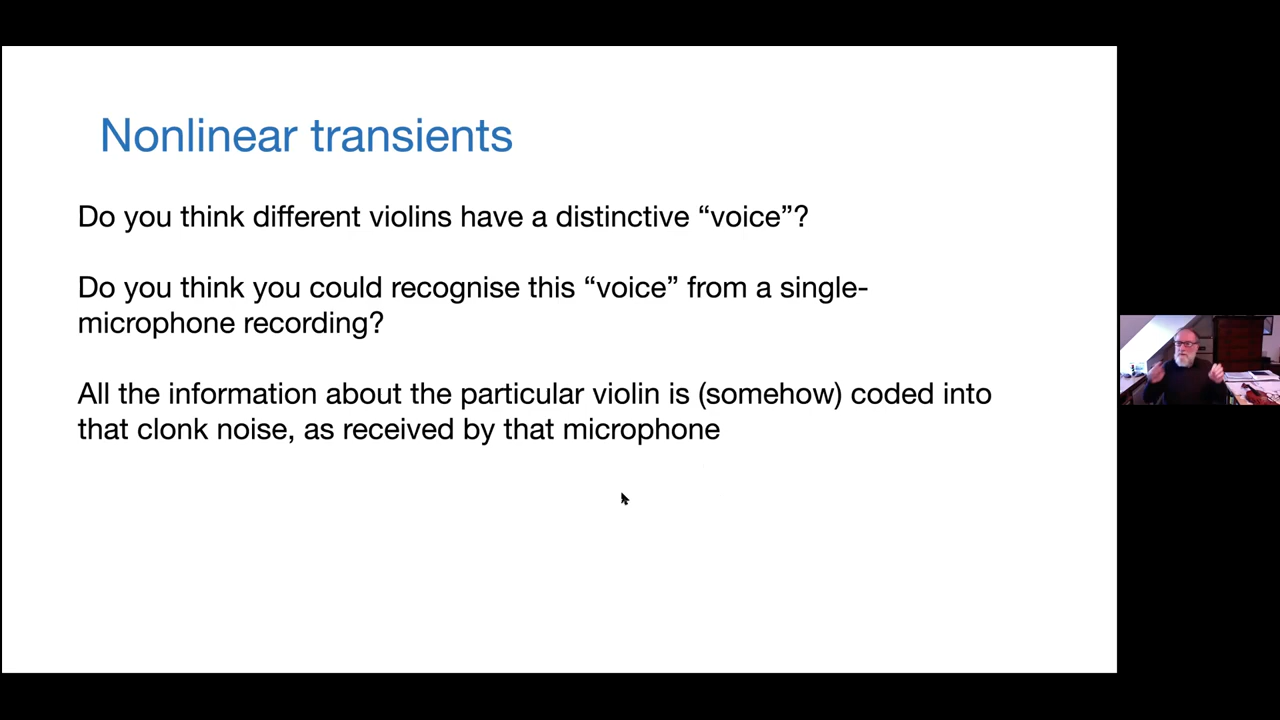 Nonlinear transients
Do you think different violins have a distinctive “voice”?
Do you think you could recognise this “voice” from a single-
microphone recording?
All the information about the particular violin is (somehow) coded into
that clonk noise, as received by that microphone